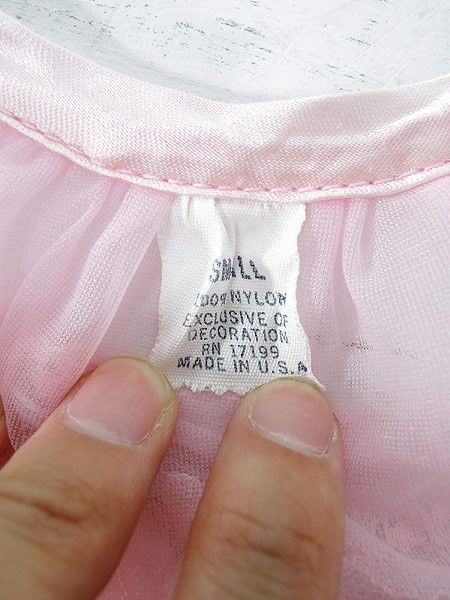 SMALL
100% NYLON
EXCLUSIVE OF
DECORATION
RN 17199
MADE IN U.S.A